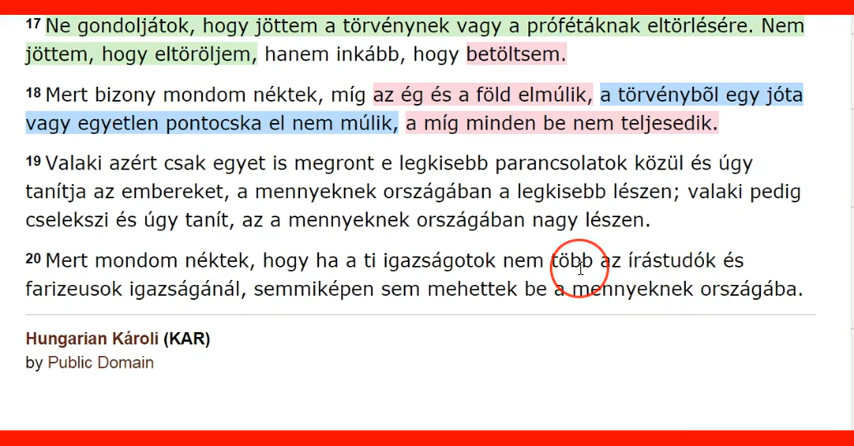 17 Ne gondoljátok, hogy jöttem a törvénynek vagy a prófétáknak eltörlésére. Nem
jöttem, hogy eltöröljem, hanem inkább, hogy betöltsem.
18 Mert bizony mondom néktek, míg az ég és a föld elmúlik, a törvénybõl egy jóta
vagy egyetlen pontocska el nem múlik, a míg minden be nem teljesedik.
19 Valaki azért csak egyet is megront e legkisebb parancsolatok közül és úgy
tanítja az embereket, a mennyeknek országában a legkisebb lészen; valaki pedig
cselekszi és úgy tanít, az a mennyeknek országában nagy lészen.
20 Mert mondom néktek, hogy ha a ti igazságotok nem több az írástudók és
farizeusok igazságánál, semmiképen sem mehettek be a mennyeknek országába.
Hungarian Károli (KAR)
by Public Domain